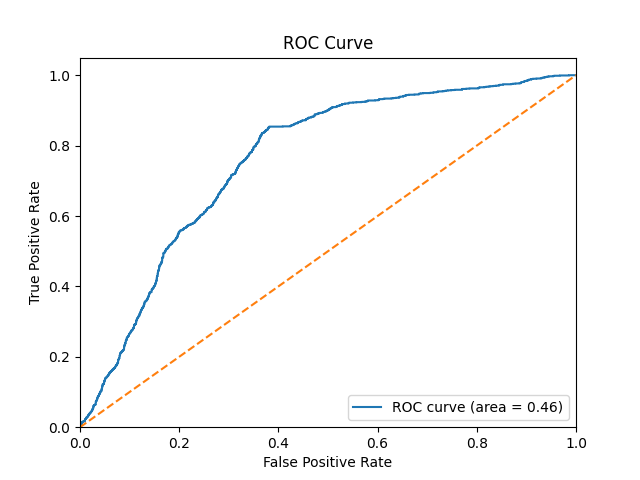 ROC Curve
1.0
0.8
0.6
0.4
0.2
0.0
True Positive Rate
ROC curve (area = 0.46)
0.0 0.2 0.4 0.6 0.8 1.0
False Positive Rate